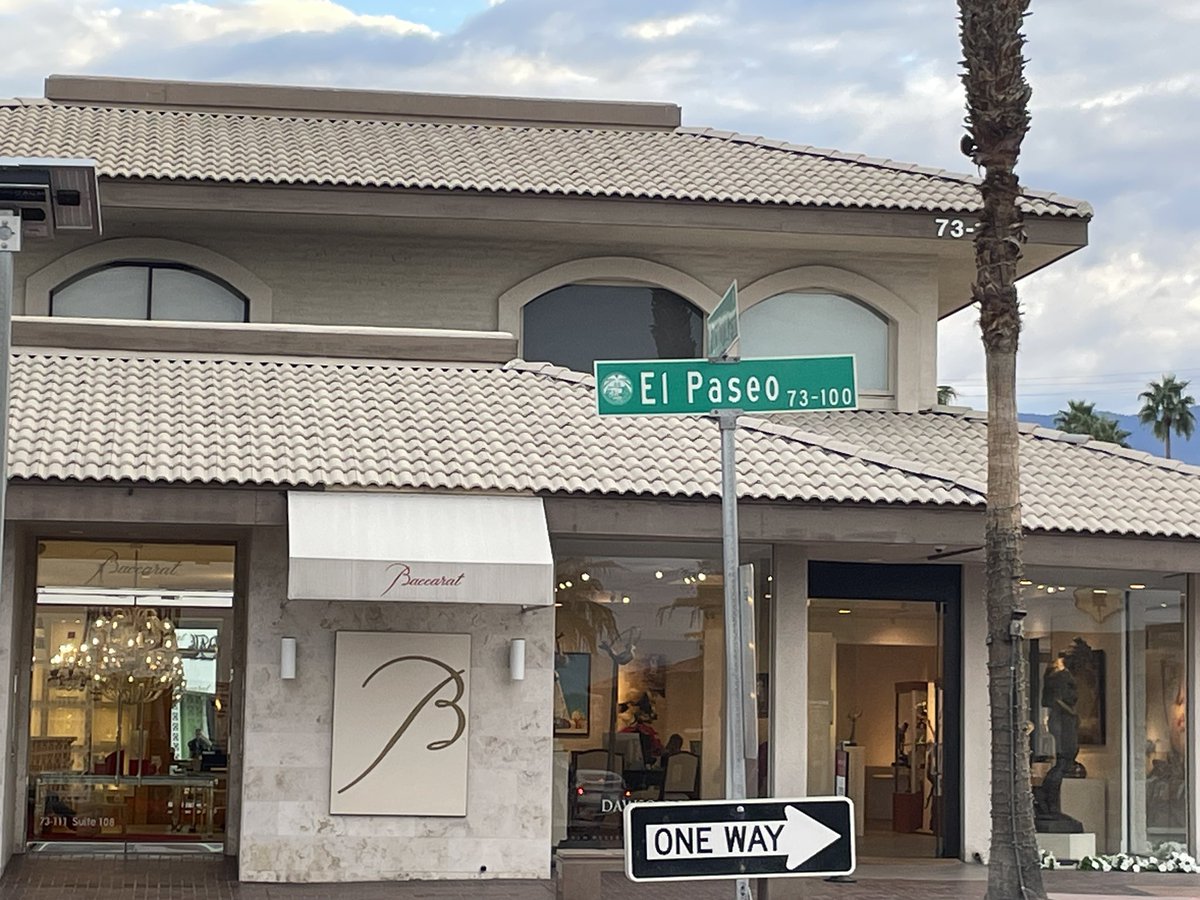 73-
El Paseo 73-100
Baccarat
Baccarat
B
73-111 Suite 108
ONE WAY